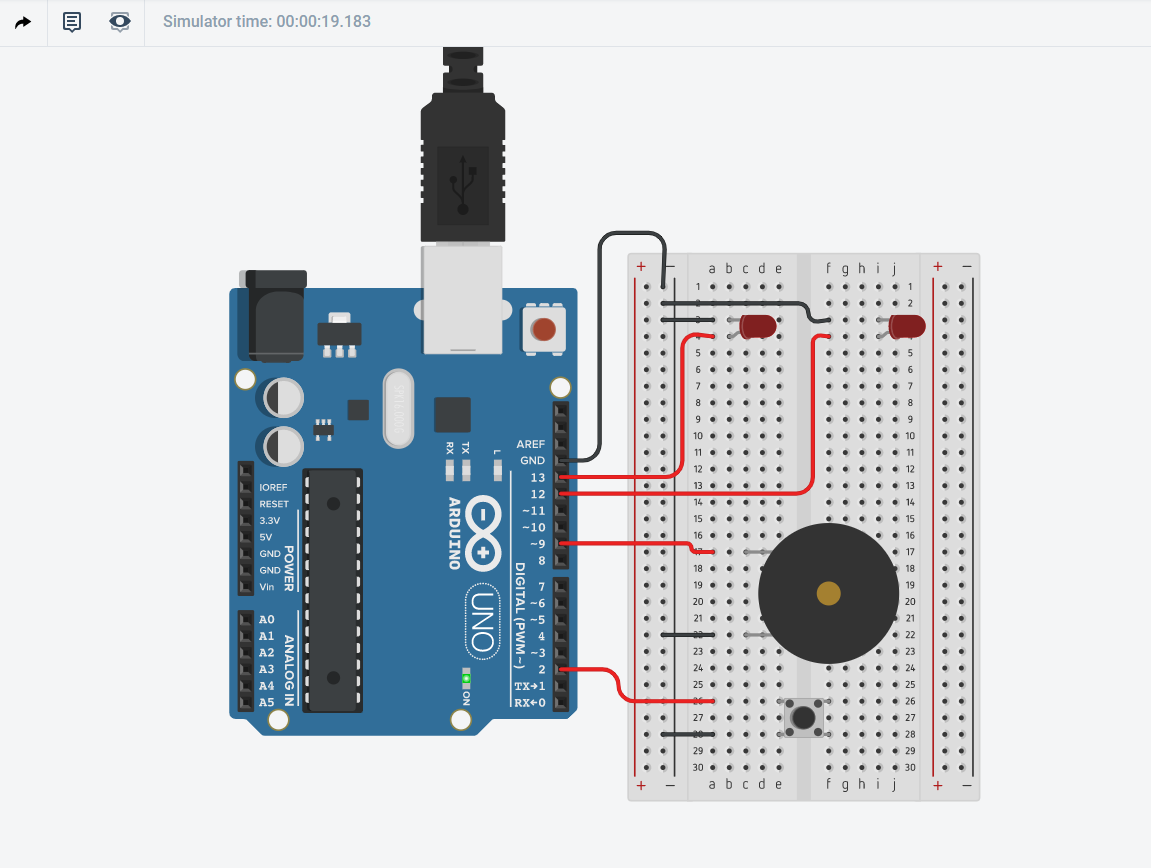 Simulator time: 00:00:19.183
+ − a b c d e f g h i j + −
1 1
2
3
5 5
6 6
7 7
8 8
9 9
10 10
11 11
12 12
13 13
14 14
15 15
16 16
17 17
18 18
19 19
20 20
21 21
22 22
23 23
24 24
25 25
26 26
27 27
28 28
29 29
30 30
+ − a b c d e f g h i j + −
AREF
GND
13
12
~11
~10
~9
8
7
~6
~5
4
~3
2
TX→1
RX←0
DIGITAL (PWM~)
RX
TX
L
ARDUINO
UNO
ON
IOREF
RESET
3.3V
5V
GND
GND
Vin
POWER
A0
A1
A2
A3
A4
A5
ANALOG IN